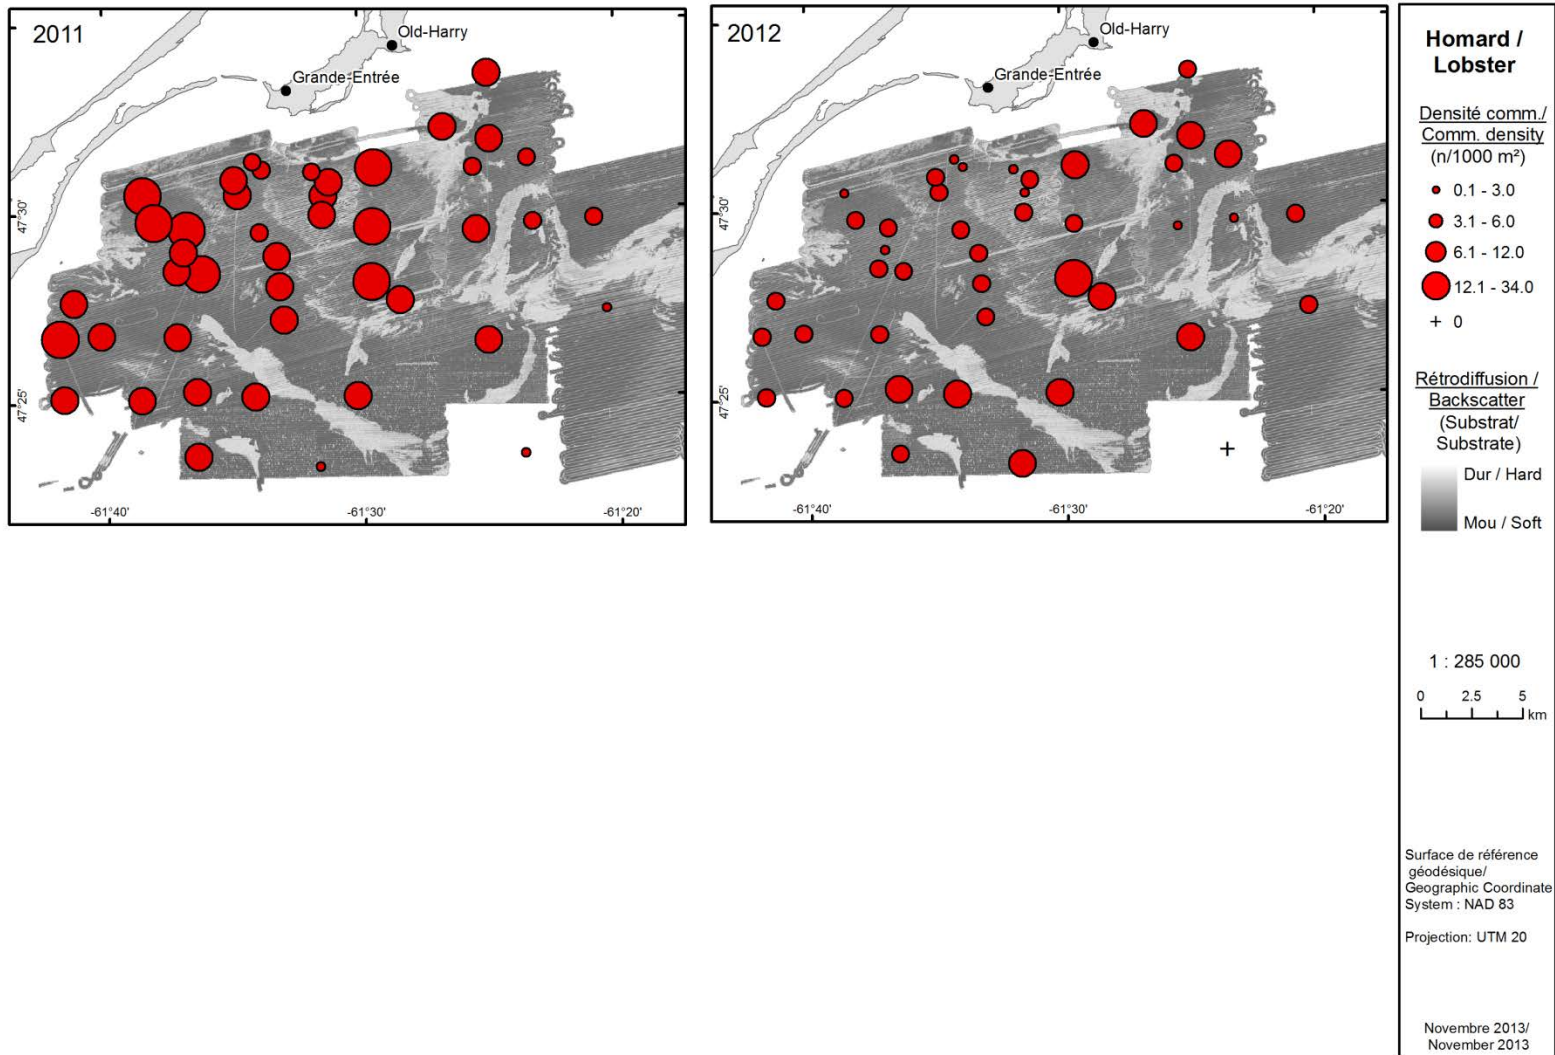 2011
Old-Harry
Grande-Entrée
47°30'
47°25'
-61°40'
-61°30'
-61°20'
2012
Old-Harry
Grande-Entrée
47°30'
47°25'
-61°40'
-61°30'
-61°20'
Homard /
Lobster
Densité comm./
Comm. density
(n/1000 m²)
0.1 - 3.0
3.1 - 6.0
6.1 - 12.0
12.1 - 34.0
+ 0
Rétrodiffusion /
Backscatter
(Substrat/
Substrate)
Dur / Hard
Mou / Soft
1 : 285 000
0 2.5 5
km
Surface de référence
géodésique/
Geographic Coordinate
System : NAD 83
Projection: UTM 20
Novembre 2013/
November 2013